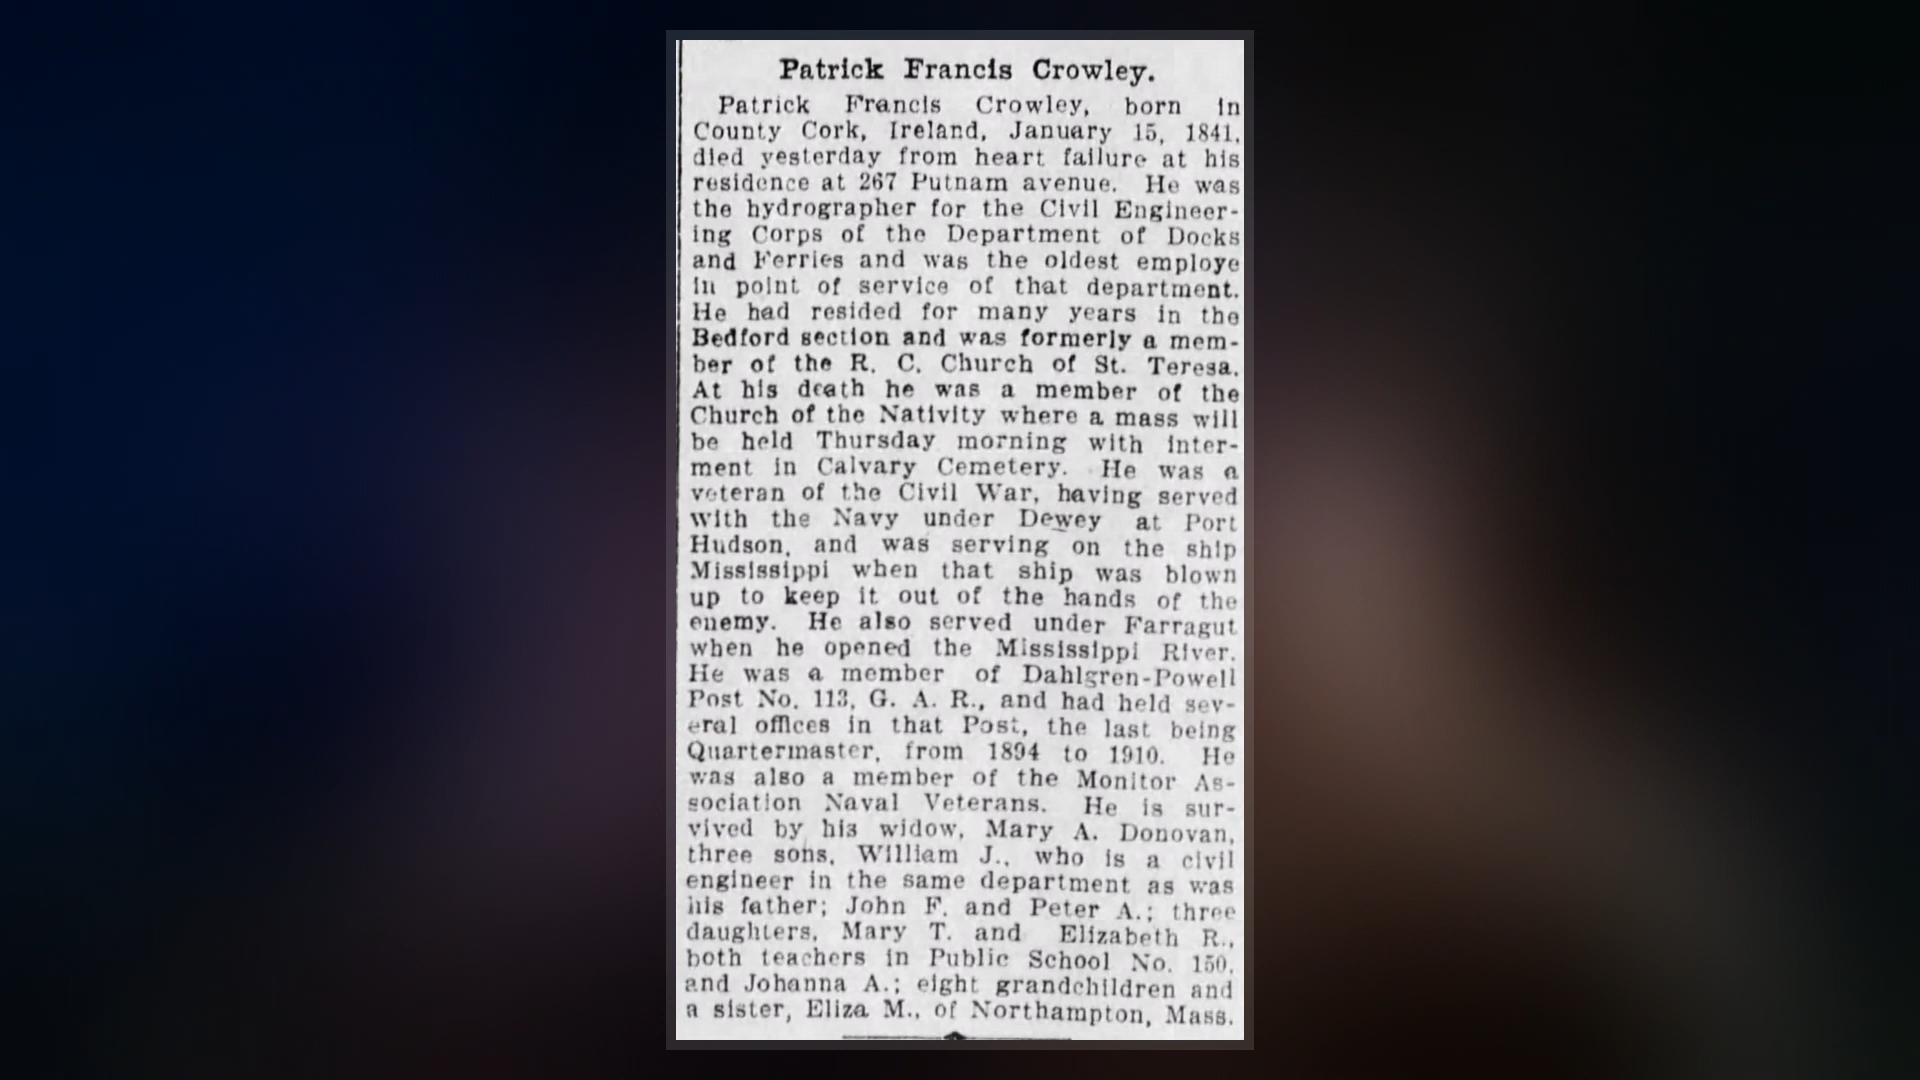 Patrick Francis Crowley.
Patrick Francis Crowley, born in
County Cork, Ireland, January 15, 1841,
died yesterday from heart failure at his
residence at 267 Putnam avenue. He was
the hydrographer for the Civil Engineer-
ing Corps of the Department of Docks
and Ferries and was the oldest employe
in point of service of that department.
He had resided for many years in the
Bedford section and was formerly a mem-
ber of the R. C. Church of St. Teresa.
At his death he was a member of the
Church of the Nativity where a mass will
be held Thursday morning with inter-
ment in Calvary Cemetery. He was a
veteran of the Civil War, having served
with the Navy under Dewey at Port
Hudson, and was serving on the ship
Mississippi when that ship was blown
up to keep it out of the hands of the
enemy. He also served under Farragut
when he opened the Mississippi River.
He was a member of Dahlgren-Powell
Post No. 113, G. A. R., and had held sev-
eral offices in that Post, the last being
Quartermaster, from 1894 to 1910. He
was also a member of the Monitor As-
sociation Naval Veterans. He is sur-
vived by his widow, Mary A. Donovan,
three sons, William J., who is a civil
engineer in the same department as was
his father; John F. and Peter A.; three
daughters, Mary T. and Elizabeth R.,
both teachers in Public School No. 150,
and Johanna A.; eight grandchildren and
a sister, Eliza M., of Northampton, Mass.